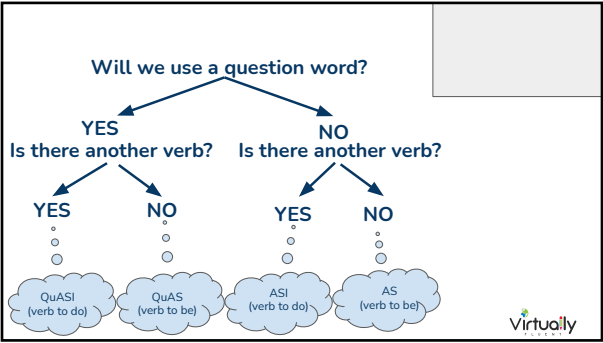 Will we use a question word?
YES
Is there another verb?
NO
Is there another verb?
YES
NO
YES
NO
QuASI
(verb to do)
QuAS
(verb to be)
ASI
(verb to do)
AS
(verb to be)
Virtually
FLUENT